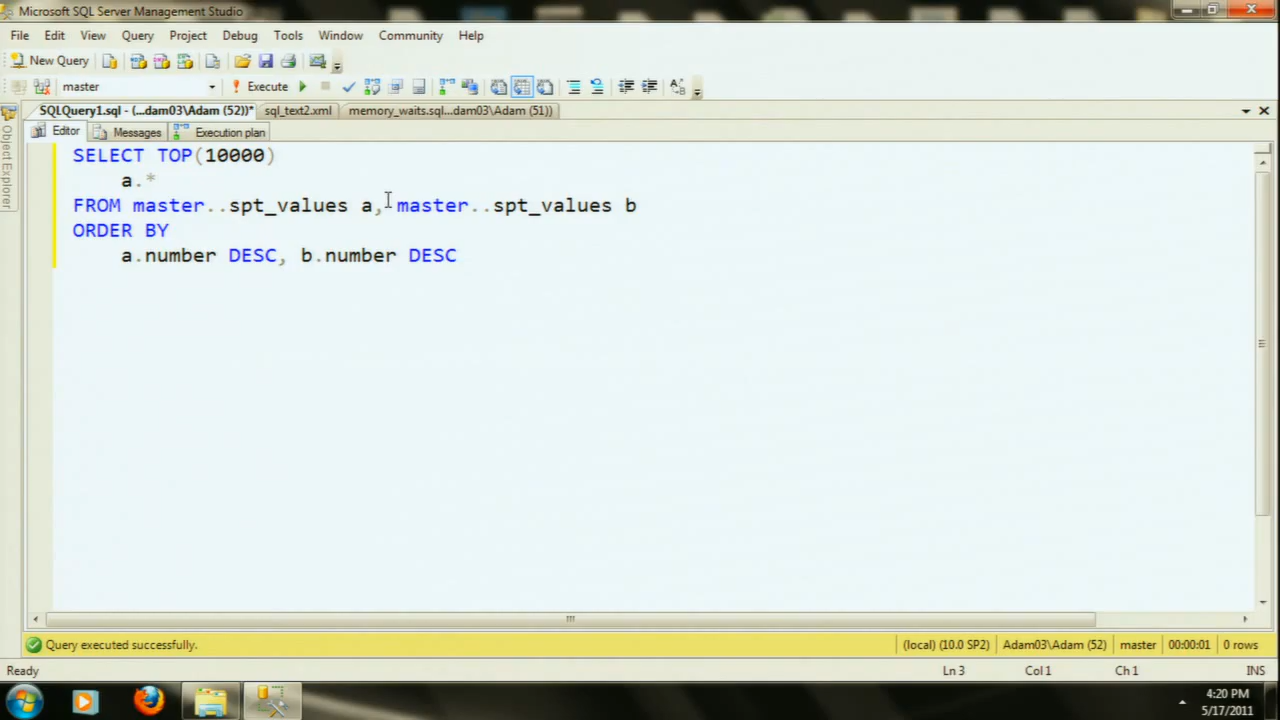 Microsoft SQL Server Management Studio
File Edit View Query Project Debug Tools Window Community Help
New Query
master Execute
SQLQuery1.sql - (...dam03\Adam (52))* sql_text2.xml memory_waits.sql...dam03\Adam (51))
Editor Messages Execution plan
Object Explorer
SELECT TOP(10000)
a.*
FROM master..spt_values a, master..spt_values b
ORDER BY
a.number DESC, b.number DESC
Query executed successfully. (local) (10.0 SP2) Adam03\Adam (52) master 00:00:01 0 rows
Ready Ln 3 Col 1 Ch 1 INS
4:20 PM
5/17/2011